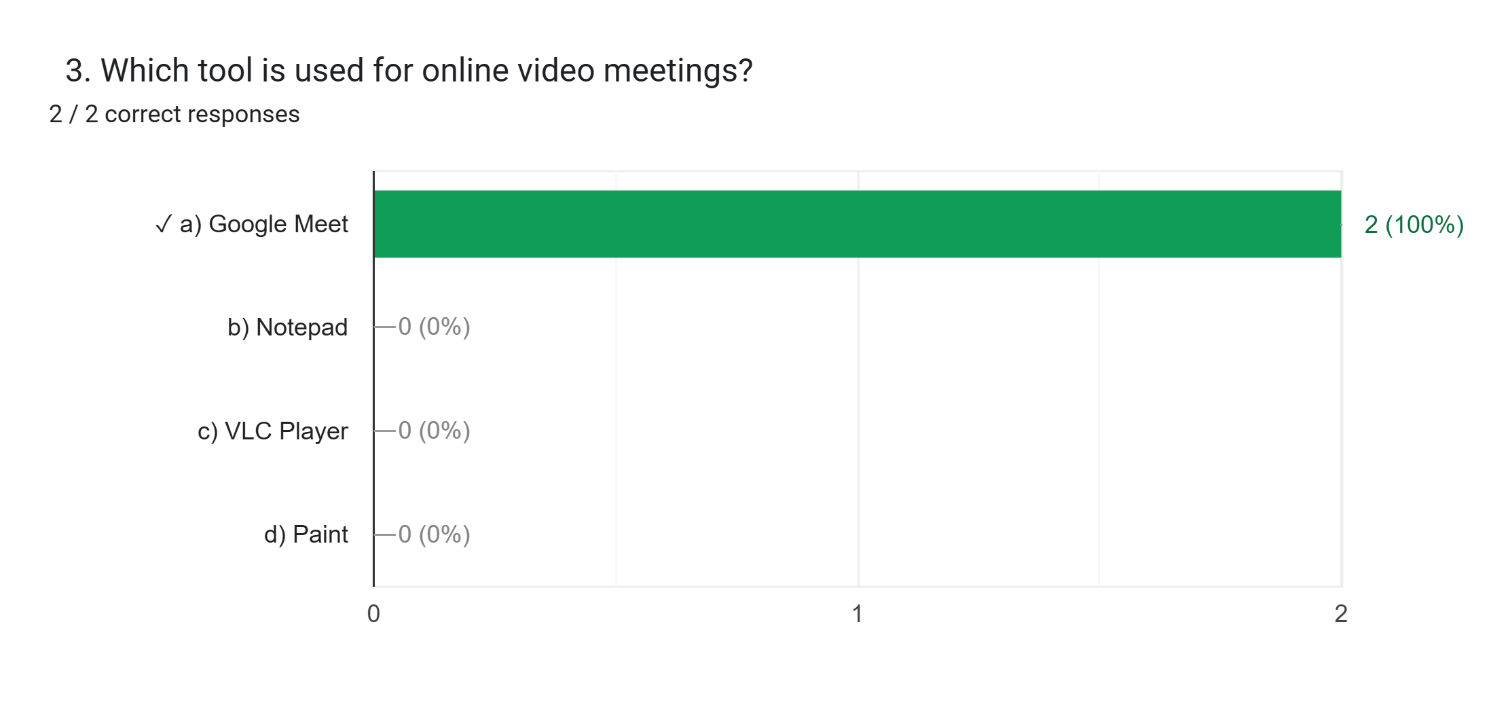 3. Which tool is used for online video meetings?
2 / 2 correct responses
✓ a) Google Meet
2 (100%)
b) Notepad
0 (0%)
c) VLC Player
0 (0%)
d) Paint
0 (0%)
0
1
2